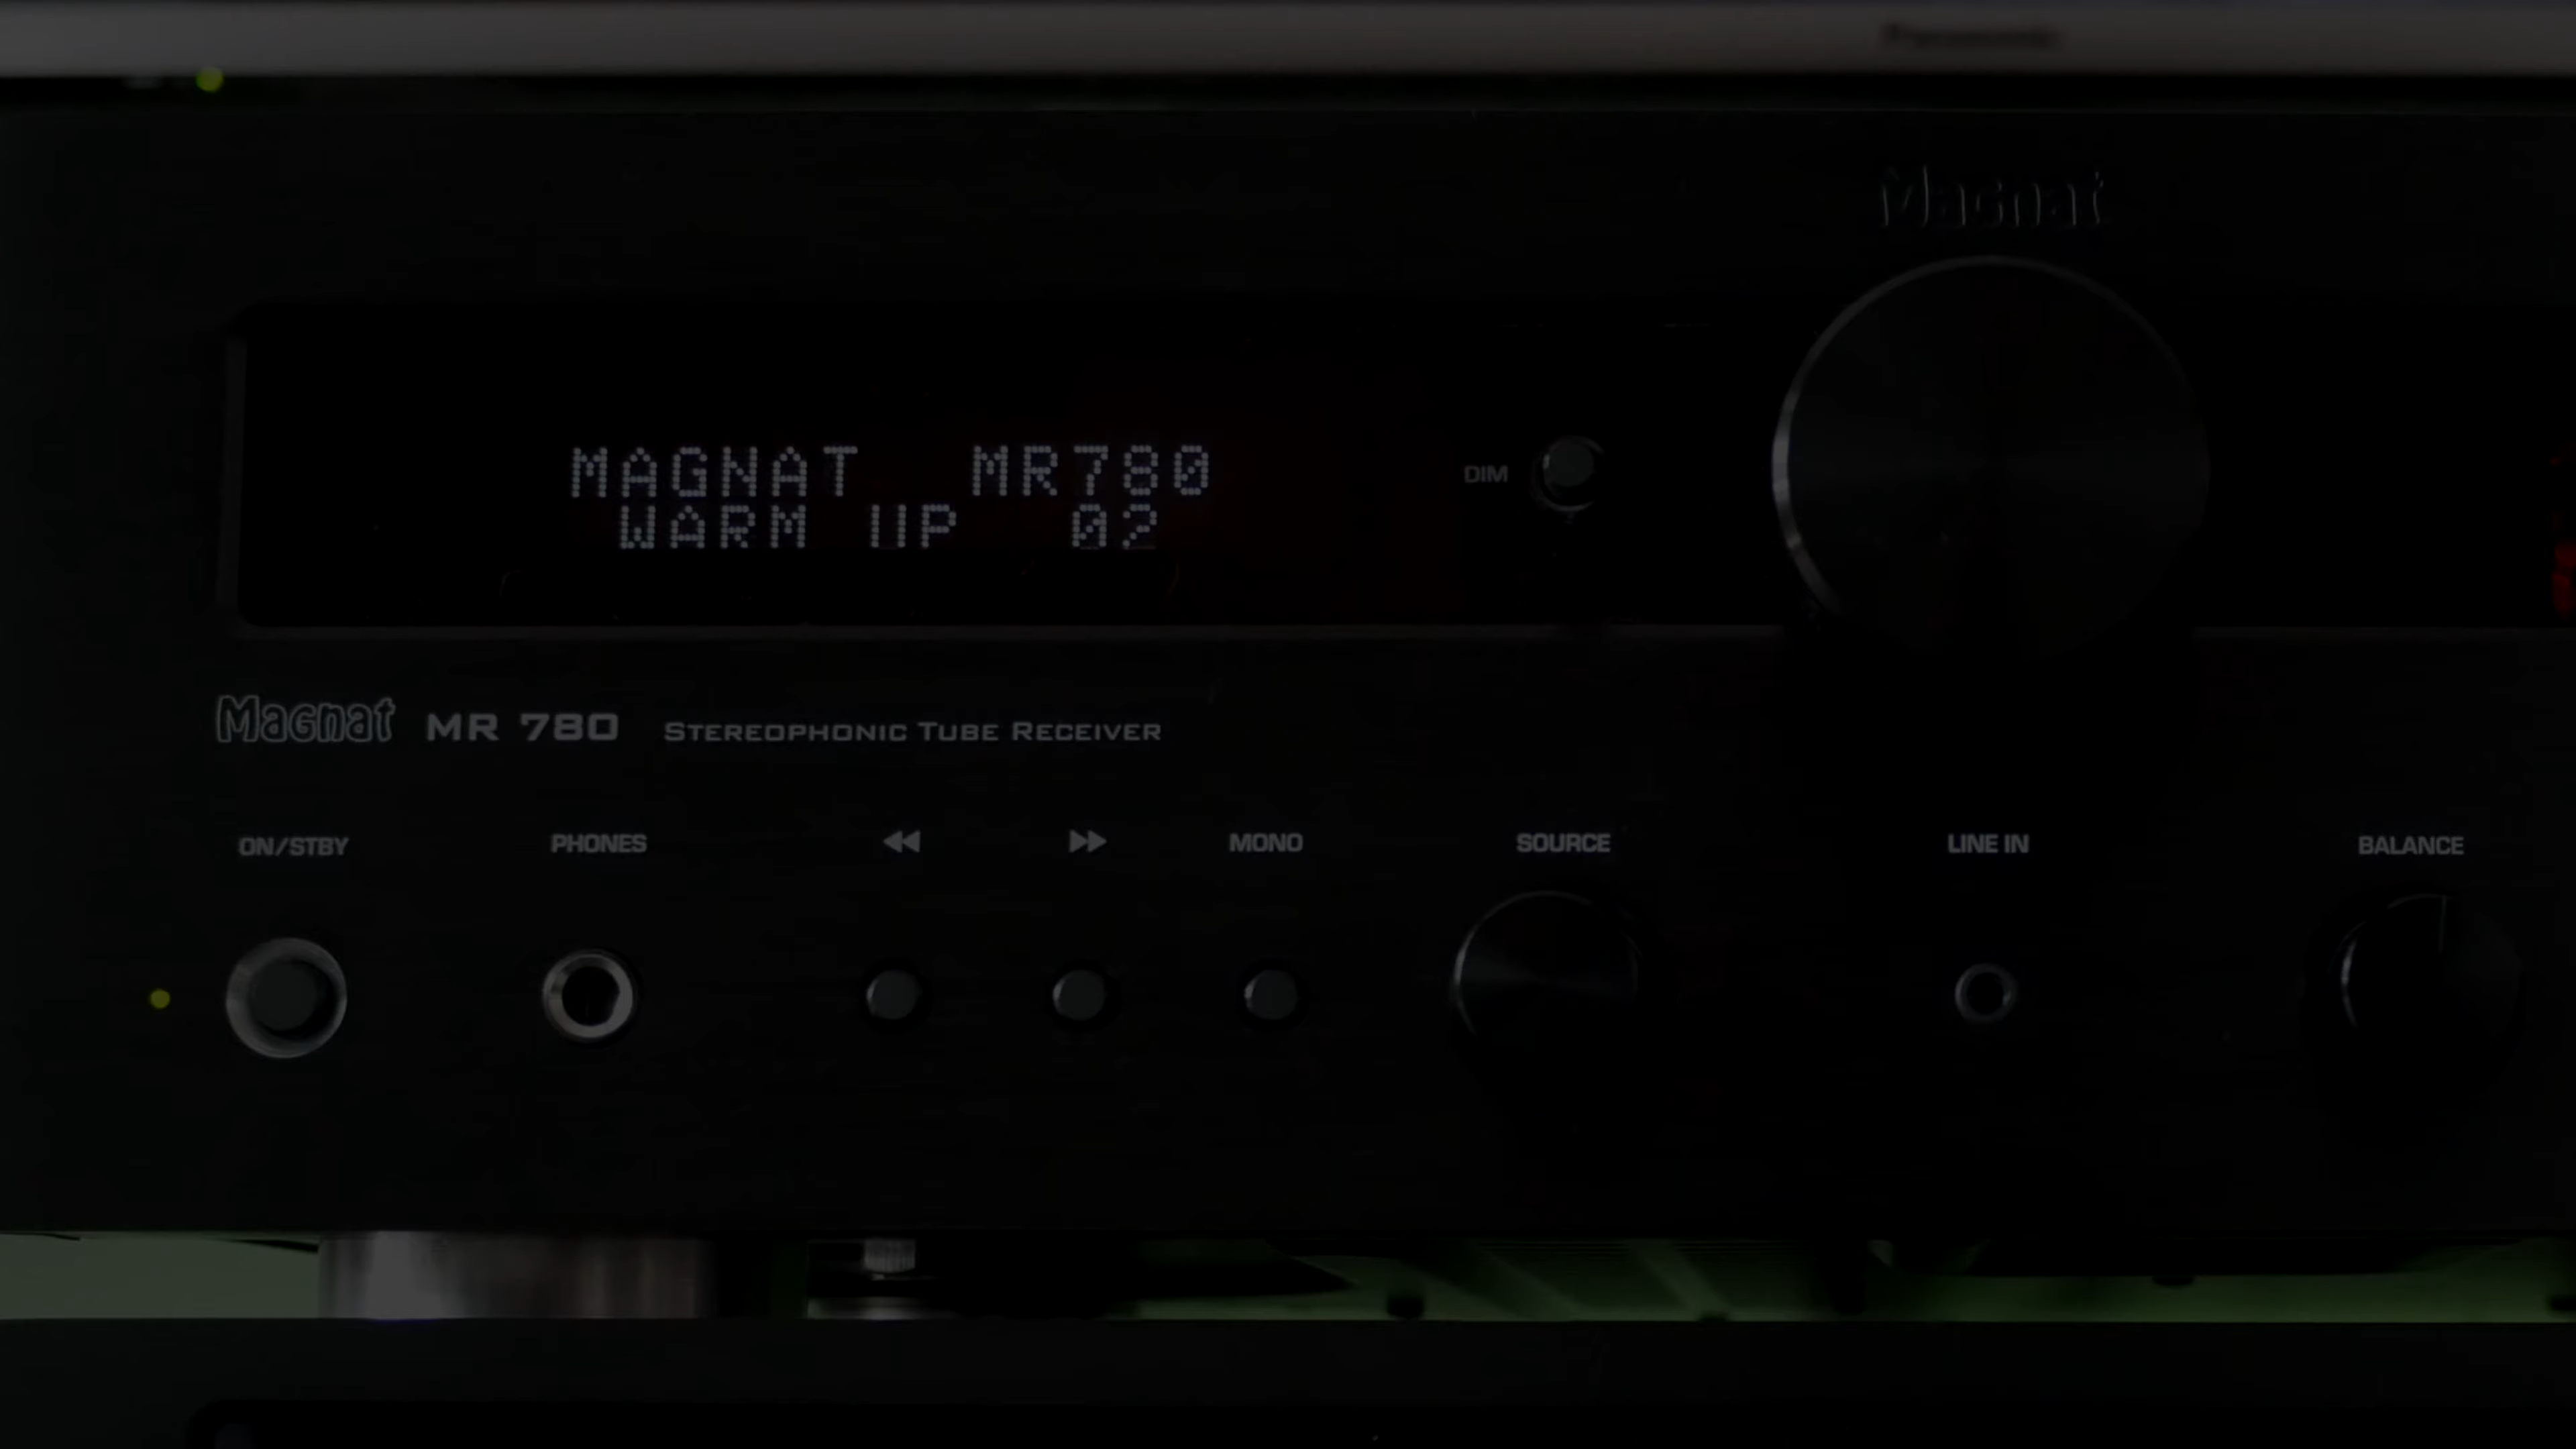 Panasonic
Magnat
MAGNAT MR780
WARM UP 02
DIM
Magnat MR 780 STEREOPHONIC TUBE RECEIVER
ON/STBY PHONES MONO SOURCE LINE IN BALANCE